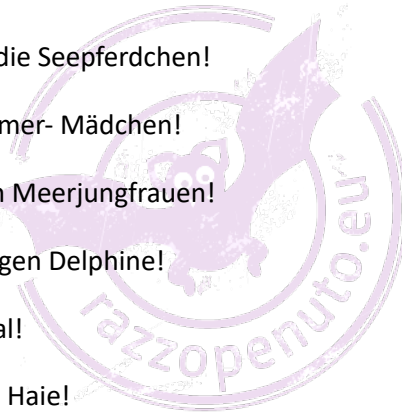 die Seepferdchen!
mer- Mädchen!
Meerjungfrauen!
gen Delphine!
al!
Haie!
razzopenuto.eu